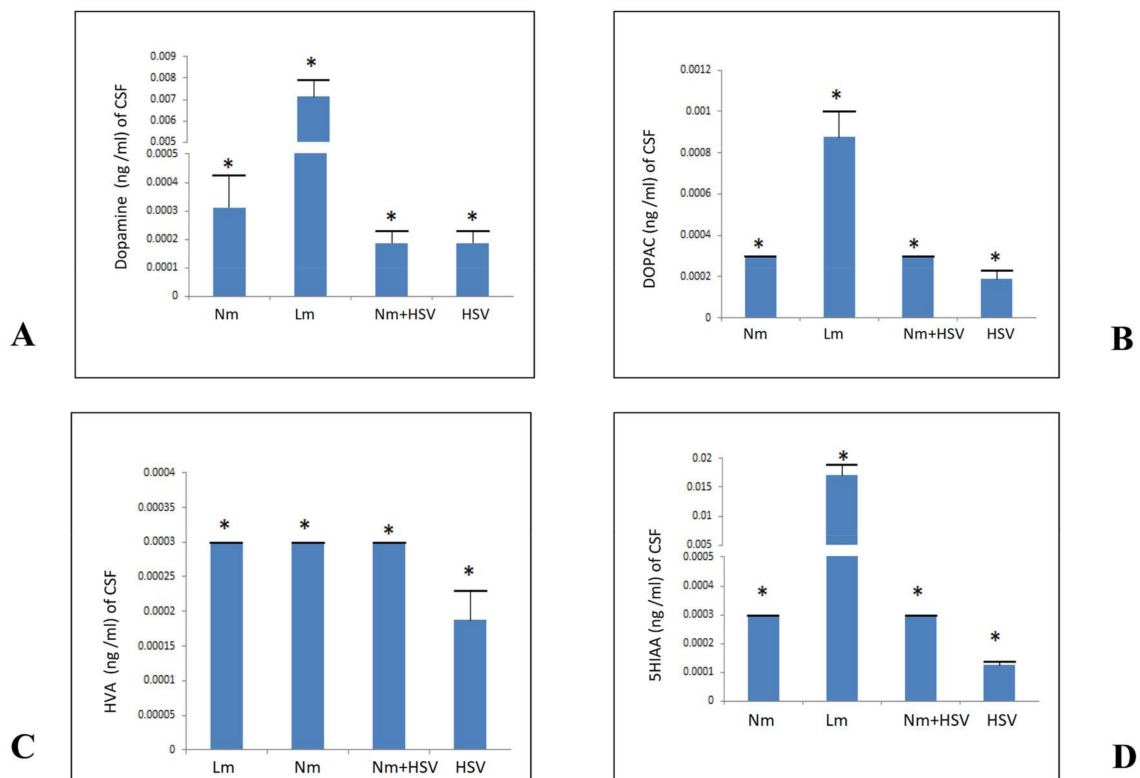 0.009
0.008
0.007
0.006
0.005
0.0005
0.0004
0.0003
0.0002
0.0001
0
Dopamine (ng /ml) of CSF
* * * *
Nm Lm Nm+HSV HSV
A
0.0012
0.001
0.0008
0.0006
0.0004
0.0002
0
DOPAC (ng /ml) of CSF
* * * *
Nm Lm Nm+HSV HSV
B
0.0004
0.00035
0.0003
0.00025
0.0002
0.00015
0.0001
0.00005
0
HVA (ng /ml) of CSF
* * * *
Lm Nm Nm+HSV HSV
C
0.02
0.015
0.01
0.005
0.0005
0.0004
0.0003
0.0002
0.0001
0
5HIAA (ng /ml) of CSF
* * * *
Nm Lm Nm+HSV HSV
D